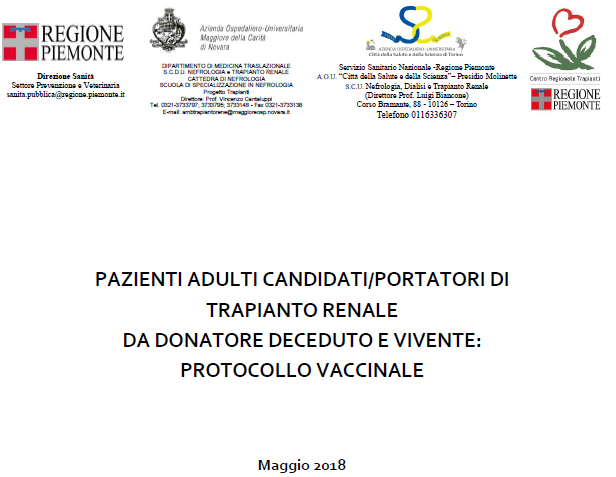 REGIONE
PIEMONTE
Direzione Sanità
Settore Prevenzione e Veterinaria
sanita.pubblica@regione.piemonte.it
Azienda Ospedaliero-Universitaria
Maggiore della Carità
di Novara
DIPARTIMENTO DI MEDICINA TRASLAZIONALE
S.C.D.U. NEFROLOGIA e TRAPIANTO RENALE
CATTEDRA DI NEFROLOGIA
SCUOLA DI SPECIALIZZAZIONE IN NEFROLOGIA
Progetto Trapianti
Direttore: Prof. Vincenzo Cantaluppi
Tel. 0321-3733797; 3733796; 3733148 - Fax 0321-3733138
E-mail. ambtrapiantorene@maggioreosp.novara.it
AZIENDA OSPEDALIERO-UNIVERSITARIA
Città della Salute e della Scienza di Torino
Servizio Sanitario Nazionale -Regione Piemonte
A.O.U. “Città della Salute e della Scienza”– Presidio Molinette
S.C.U. Nefrologia, Dialisi e Trapianto Renale
(Direttore Prof. Luigi Biancone)
Corso Bramante, 88 - 10126 – Torino
Telefono 0116336307
Centro Regionale Trapianti
REGIONE
PIEMONTE
PAZIENTI ADULTI CANDIDATI/PORTATORI DI
TRAPIANTO RENALE
DA DONATORE DECEDUTO E VIVENTE:
PROTOCOLLO VACCINALE
Maggio 2018